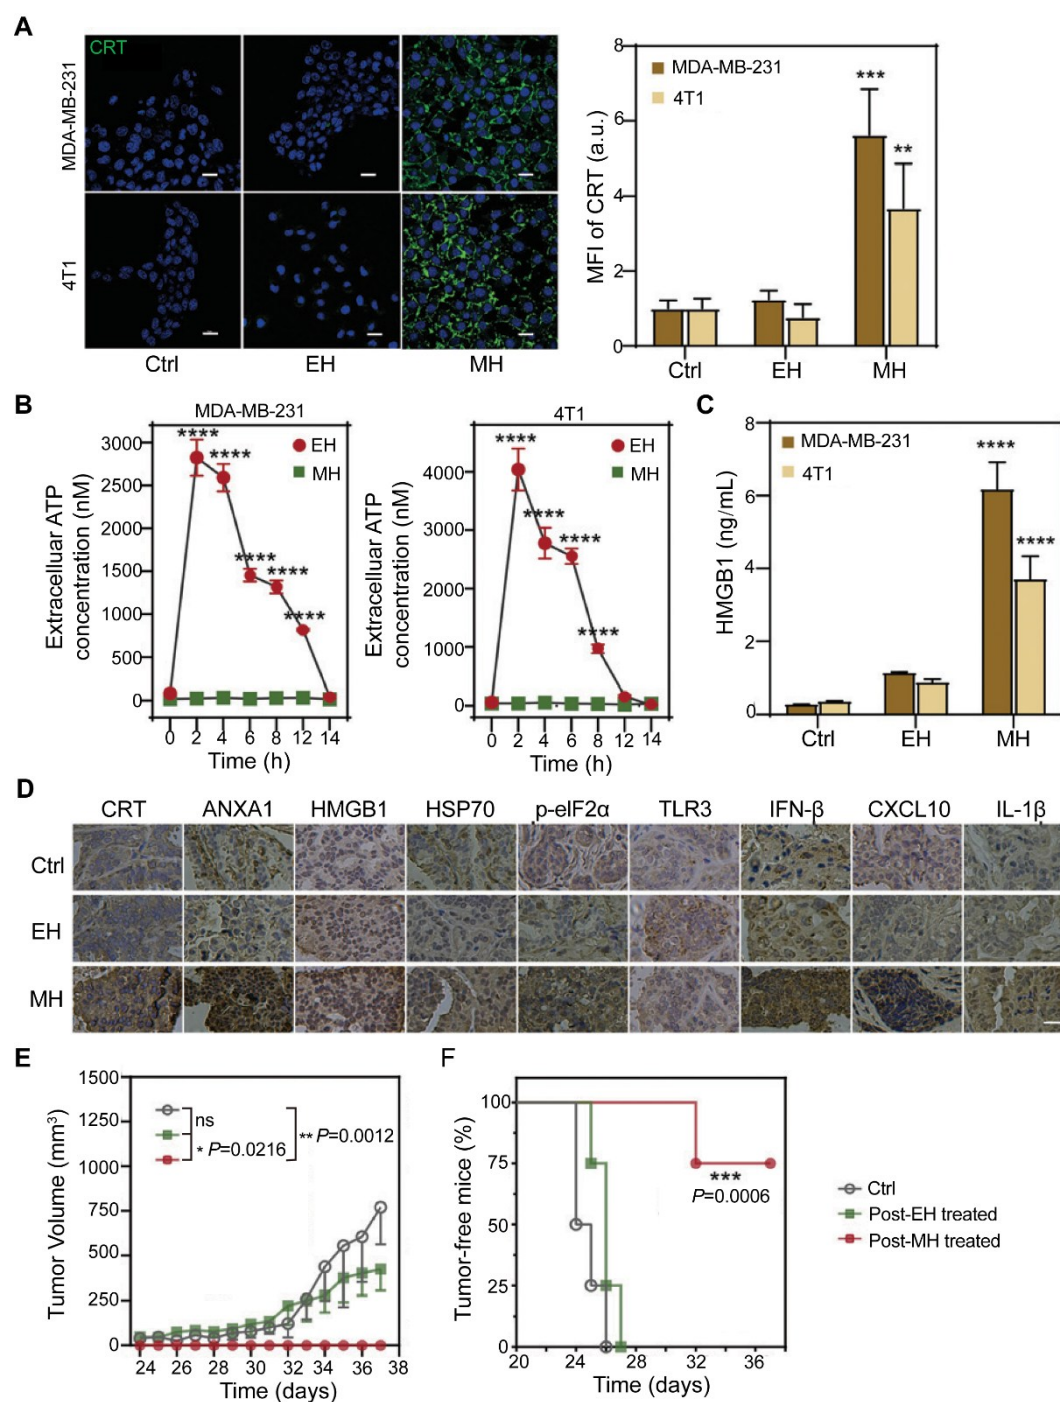 A
CRT
MDA-MB-231
4T1
Ctrl EH MH
8
6
4
2
0
MFI of CRT (a.u.)
MDA-MB-231
4T1
***
**
Ctrl EH MH
B
MDA-MB-231
Extracelluar ATP
concentration (nM)
3000
2500
2000
1500
1000
500
0
EH
MH
****
****
****
****
****
0 2 4 6 8 12 14
Time (h)
4T1
Extracelluar ATP
concentration (nM)
4000
3000
2000
1000
0
EH
MH
****
****
****
****
0 2 4 6 8 12 14
Time (h)
C
HMGB1 (ng/mL)
8
6
4
2
0
MDA-MB-231
4T1
****
****
Ctrl EH MH
D
CRT ANXA1 HMGB1 HSP70 p-eIF2α TLR3 IFN-β CXCL10 IL-1β
Ctrl
EH
MH
E
Tumor Volume (mm³)
1500
1250
1000
750
500
250
0
ns
* P=0.0216
** P=0.0012
24 26 28 30 32 34 36 38
Time (days)
F
Tumor-free mice (%)
100
75
50
25
0
***
P=0.0006
20 24 28 32 36
Time (days)
Ctrl
Post-EH treated
Post-MH treated